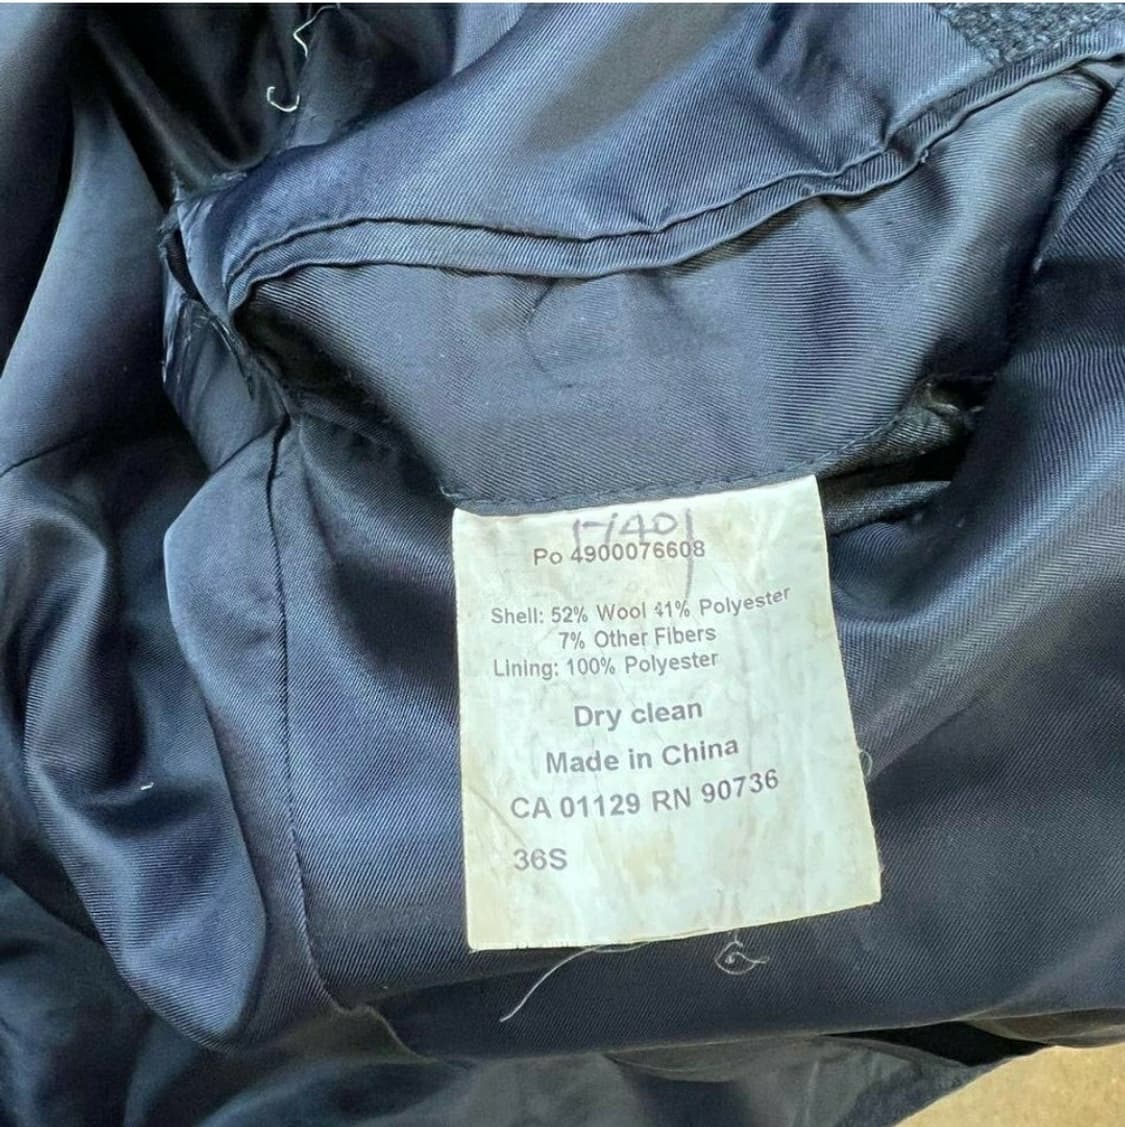 17401
Po 4900076608
Shell: 52% Wool 41% Polyester
7% Other Fibers
Lining: 100% Polyester
Dry clean
Made in China
CA 01129 RN 90736
36S